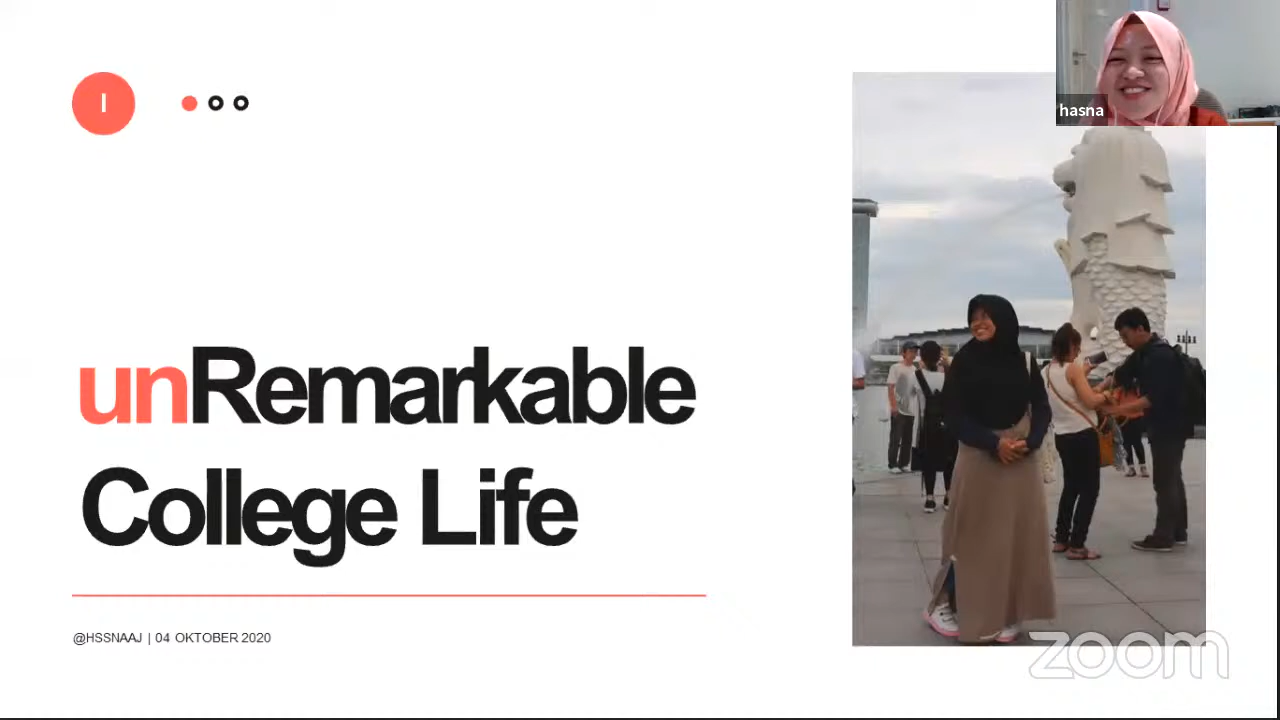 hasna
I
unRemarkable
College Life
@HSSNAAJ | 04 OKTOBER 2020
zoom